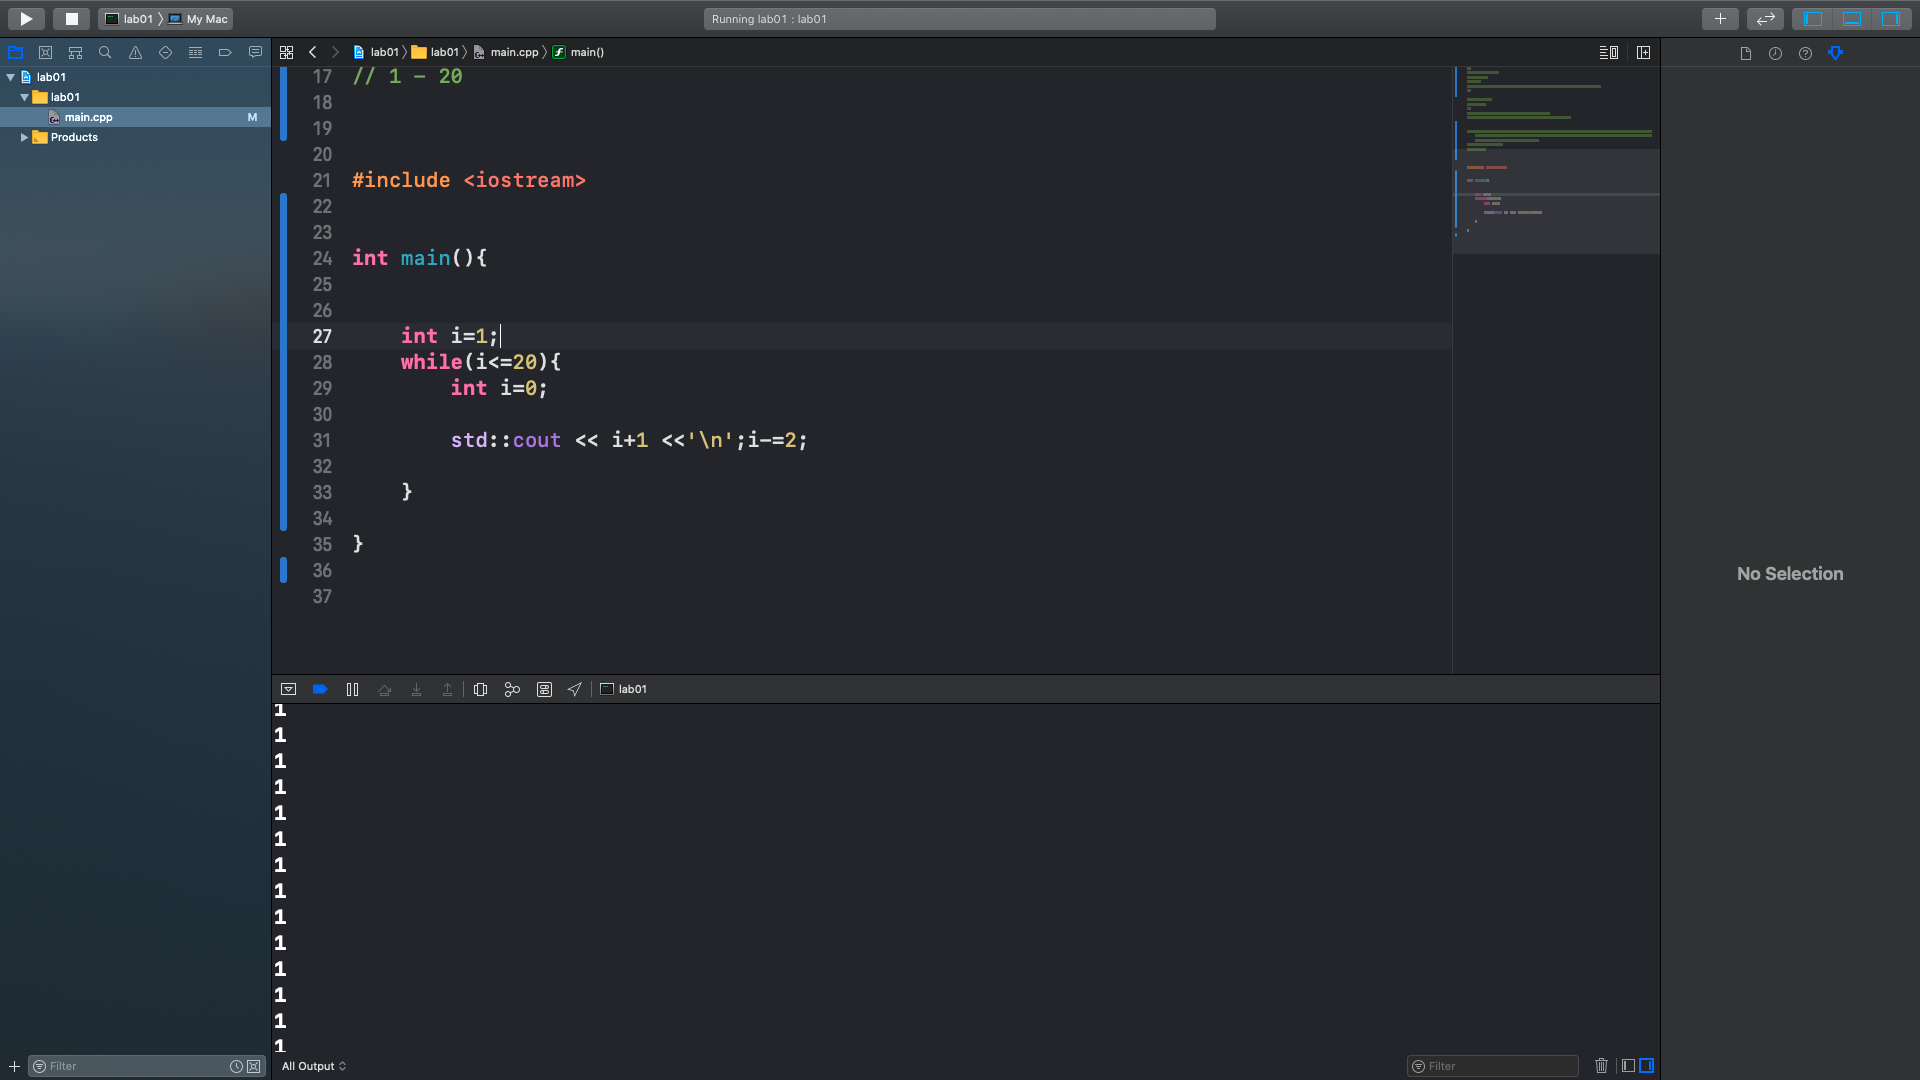 lab01 〉 My Mac
Running lab01 : lab01
lab01 〉 lab01 〉 main.cpp 〉 main()
lab01
lab01
main.cpp M
Products
17 // 1 - 20
18
19
20
21 #include <iostream>
22
23
24 int main(){
25
26
27 int i=1;
28 while(i<=20){
29 int i=0;
30
31 std::cout << i+1 <<'\n';i-=2;
32
33 }
34
35 }
36
37
No Selection
lab01
1
1
1
1
1
1
1
1
1
1
1
1
1
1
Filter
All Output
Filter